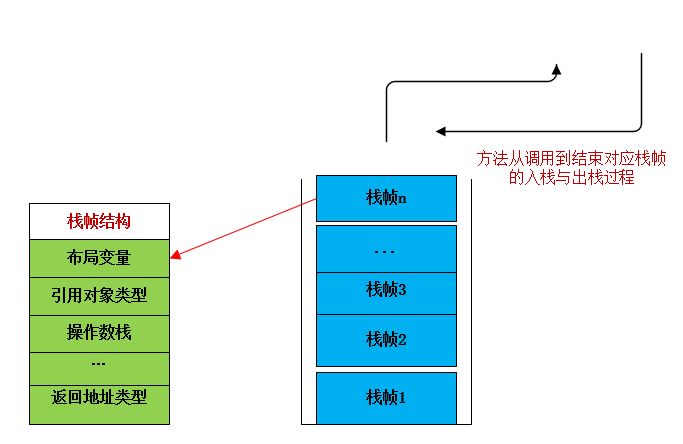 方法从调用到结束对应栈帧
的入栈与出栈过程
栈帧n
...
栈帧3
栈帧2
栈帧1
栈帧结构
布局变量
引用对象类型
操作数栈
...
返回地址类型